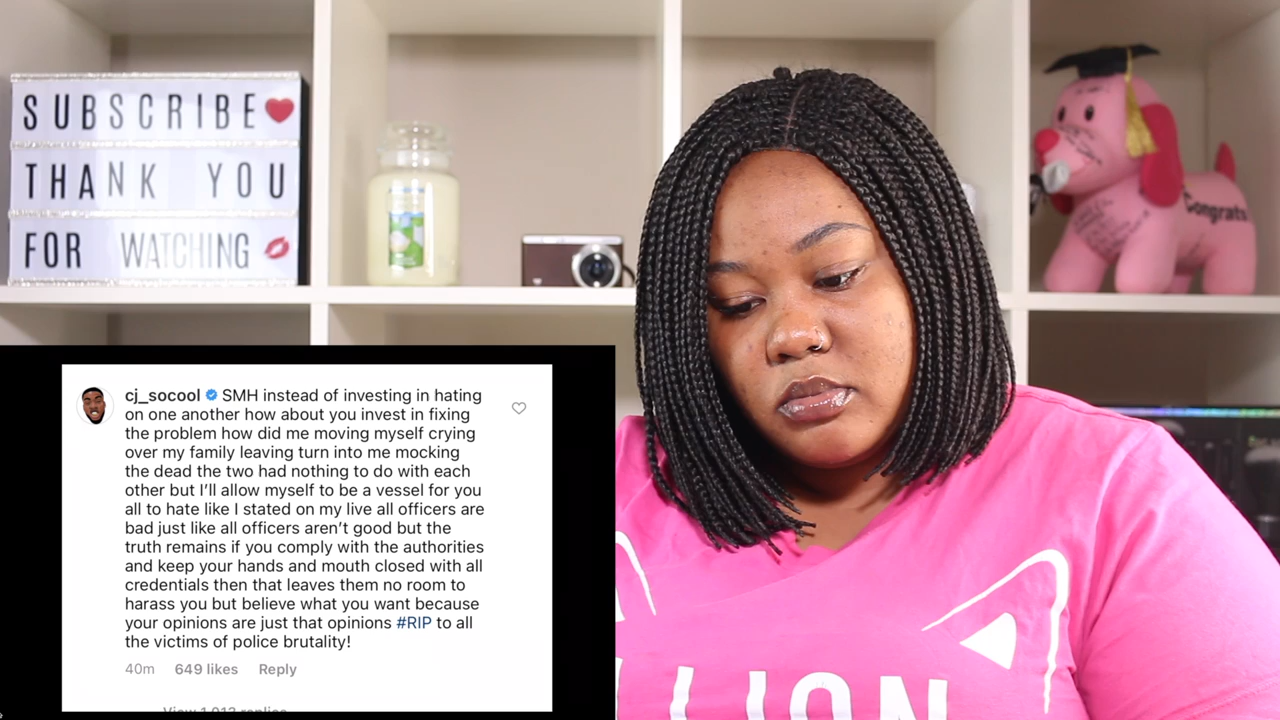 SUBSCRIBE❤
THANK YOU
FOR WATCHING💋
Congrats
cj_socool SMH instead of investing in hating
on one another how about you invest in fixing
the problem how did me moving myself crying
over my family leaving turn into me mocking
the dead the two had nothing to do with each
other but I'll allow myself to be a vessel for you
all to hate like I stated on my live all officers are
bad just like all officers aren't good but the
truth remains if you comply with the authorities
and keep your hands and mouth closed with all
credentials then that leaves them no room to
harass you but believe what you want because
your opinions are just that opinions #RIP to all
the victims of police brutality!
40m 649 likes Reply
View 1,013 replies
LLION